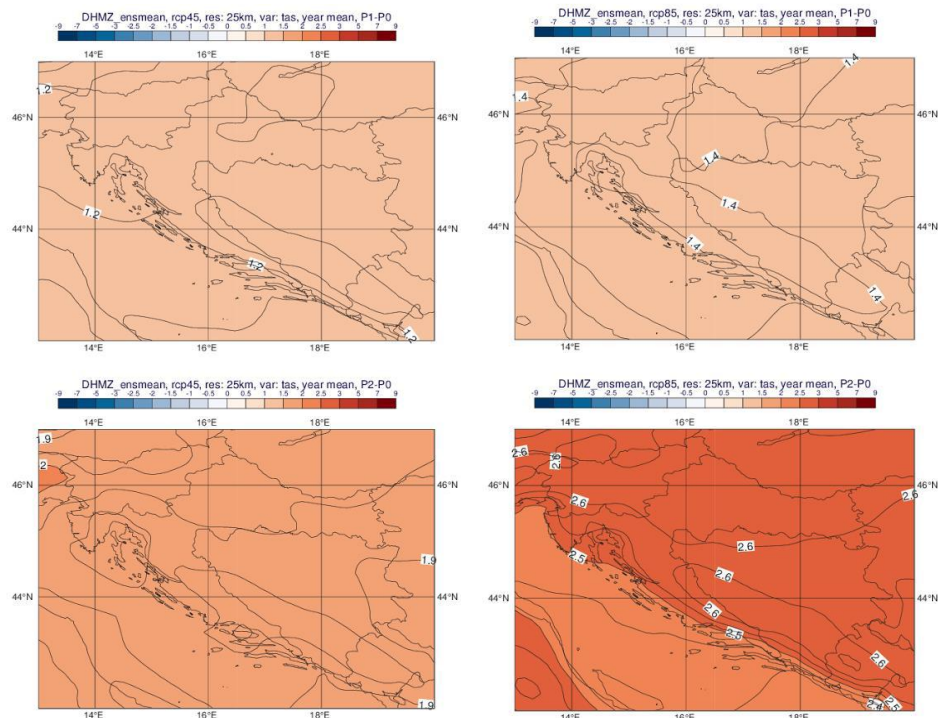 DHMZ_ensmean, rcp45, res: 25km, var: tas, year mean, P1-P0
-9 -7 -5 -3 -2.5 -2 -1.5 -1 -0.5 0 0.5 1 1.5 2 2.5 3 5 7 9
14°E 16°E 18°E
1.2
46°N 46°N
1.2
44°N 44°N
1.2
1.2
14°E 16°E 18°E
DHMZ_ensmean, rcp85, res: 25km, var: tas, year mean, P1-P0
-9 -7 -5 -3 -2.5 -2 -1.5 -1 -0.5 0 0.5 1 1.5 2 2.5 3 5 7 9
14°E 16°E 18°E
1.4
1.4
46°N 46°N
1.4
1.4
44°N 44°N
1.4
1.4
14°E 16°E 18°E
DHMZ_ensmean, rcp45, res: 25km, var: tas, year mean, P2-P0
-9 -7 -5 -3 -2.5 -2 -1.5 -1 -0.5 0 0.5 1 1.5 2 2.5 3 5 7 9
14°E 16°E 18°E
1.9
2
46°N 46°N
1.9
44°N 44°N
1.9
14°E 16°E 18°E
DHMZ_ensmean, rcp85, res: 25km, var: tas, year mean, P2-P0
-9 -7 -5 -3 -2.5 -2 -1.5 -1 -0.5 0 0.5 1 1.5 2 2.5 3 5 7 9
14°E 16°E 18°E
2.6 2.6
46°N 46°N
2.6 2.6
2.6
2.5
2.6
44°N 44°N
2.6
2.5
2.6
2.5
2.4
14°E 16°E 18°E